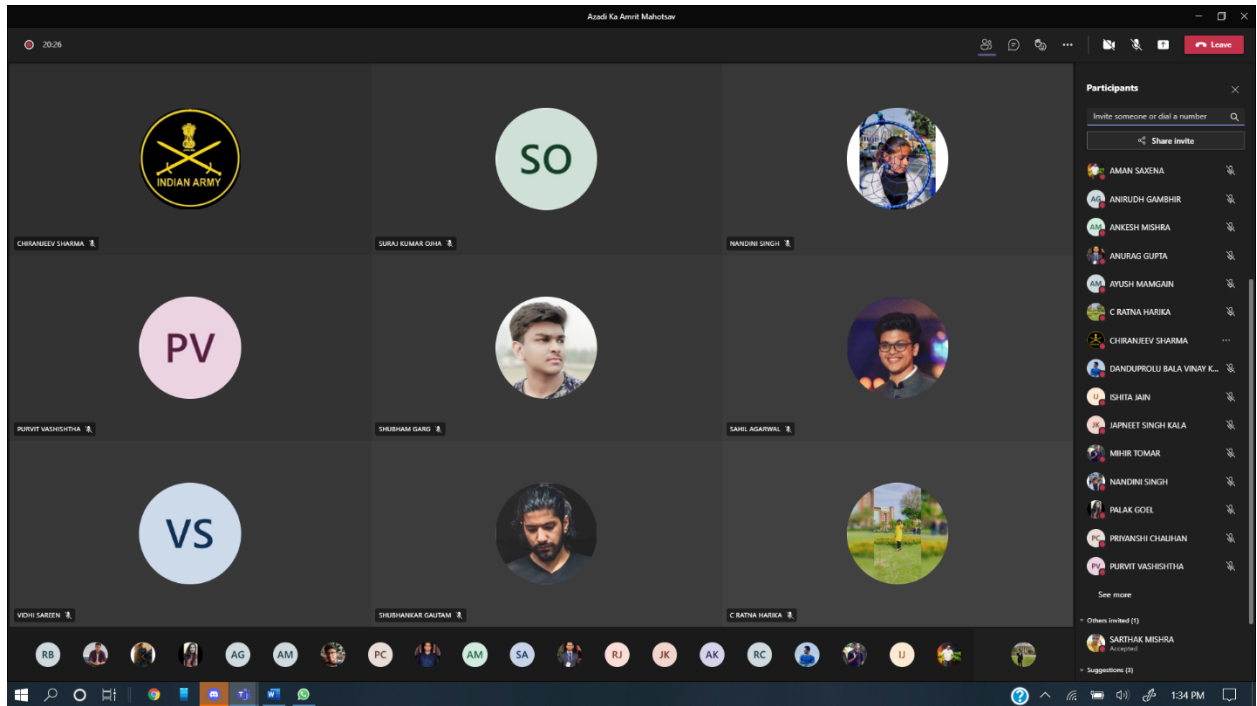 Azadi Ka Amrit Mahotsav
20:26
Leave
INDIAN ARMY
CHIRANJEEV SHARMA
SO
SURAJ KUMAR OJHA
NANDINI SINGH
PV
PURVIT VASHISHTHA
SHUBHAM GARG
SAHIL AGARWAL
VS
VIDHI SAREEN
SHUBHANKAR GAUTAM
C RATNA HARIKA
Participants
Invite someone or dial a number
Share invite
AMAN SAXENA
AG ANIRUDH GAMBHIR
AM ANKESH MISHRA
ANURAG GUPTA
AM AYUSH MAMGAIN
C RATNA HARIKA
CHIRANJEEV SHARMA
DANDUPROLU BALA VINAY K...
IJ ISHITA JAIN
JK JAPNEET SINGH KALA
MIHIR TOMAR
NANDINI SINGH
PALAK GOEL
PC PRIYANSHI CHAUHAN
PV PURVIT VASHISHTHA
See more
Others invited (1)
SARTHAK MISHRA
Accepted
Suggestions (3)
RB AG AM PC AM SA RJ JK AK RC IJ
1:34 PM